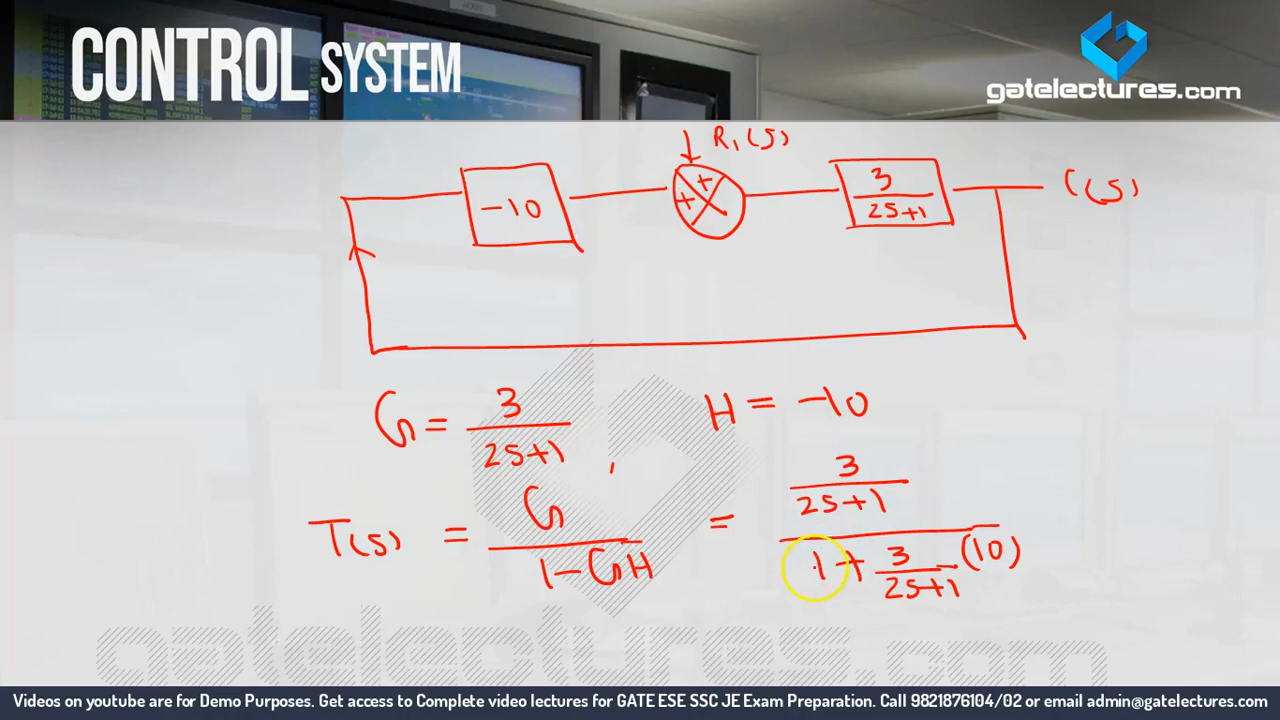 CONTROL SYSTEM
gatelectures.com
R₁(s)
-10
+
+
3
2s+1
C(s)
G = 3/(2s+1) , H = -10
T(s) = G/(1-GH) = (3/(2s+1))/(1+3/(2s+1) (10))
gatelectures.com
Videos on youtube are for Demo Purposes. Get access to Complete video lectures for GATE ESE SSC JE Exam Preparation. Call 9821876104/02 or email admin@gatelectures.com